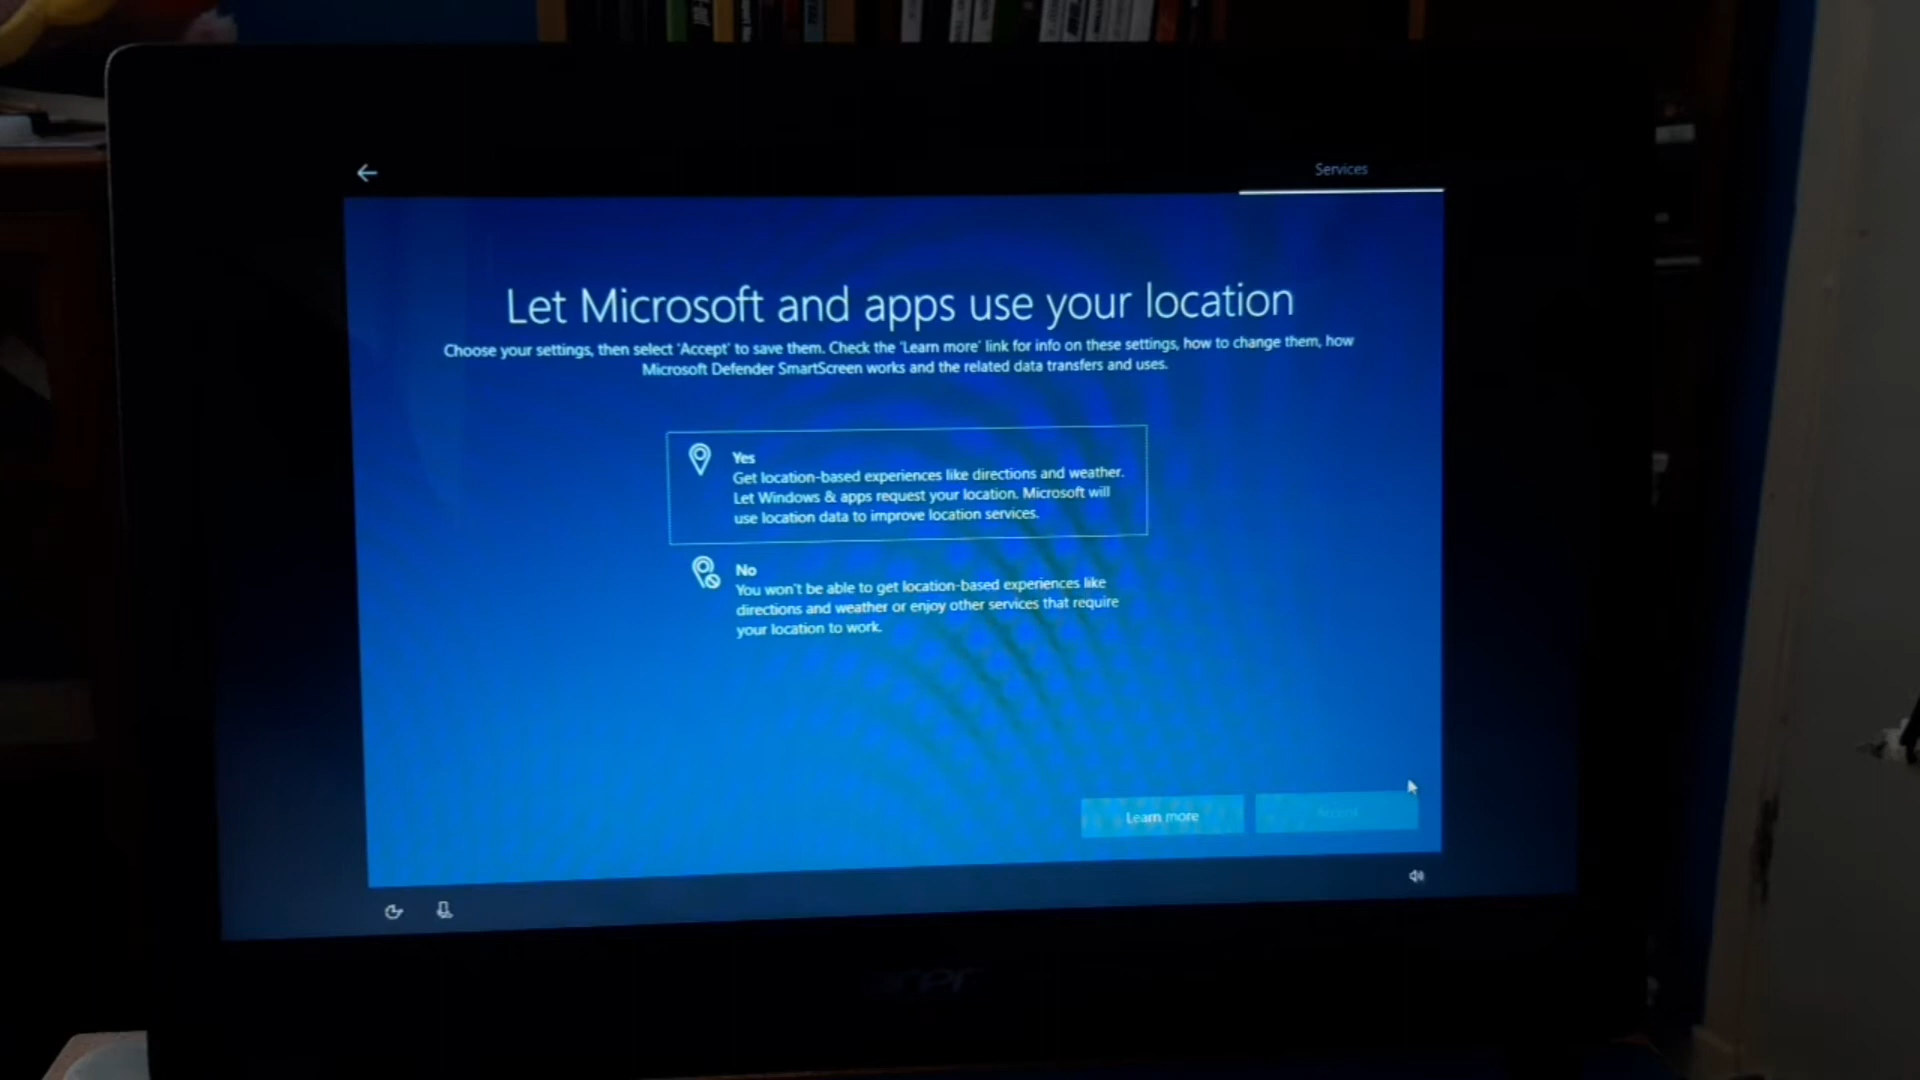 Services
Let Microsoft and apps use your location
Choose your settings, then select 'Accept' to save them. Check the 'Learn more' link for info on these settings, how to change them, how
Microsoft Defender SmartScreen works and the related data transfers and uses.
Yes
Get location-based experiences like directions and weather.
Let Windows & apps request your location. Microsoft will
use location data to improve location services.
No
You won't be able to get location-based experiences like
directions and weather or enjoy other services that require
your location to work.
Learn more
Accept
acer